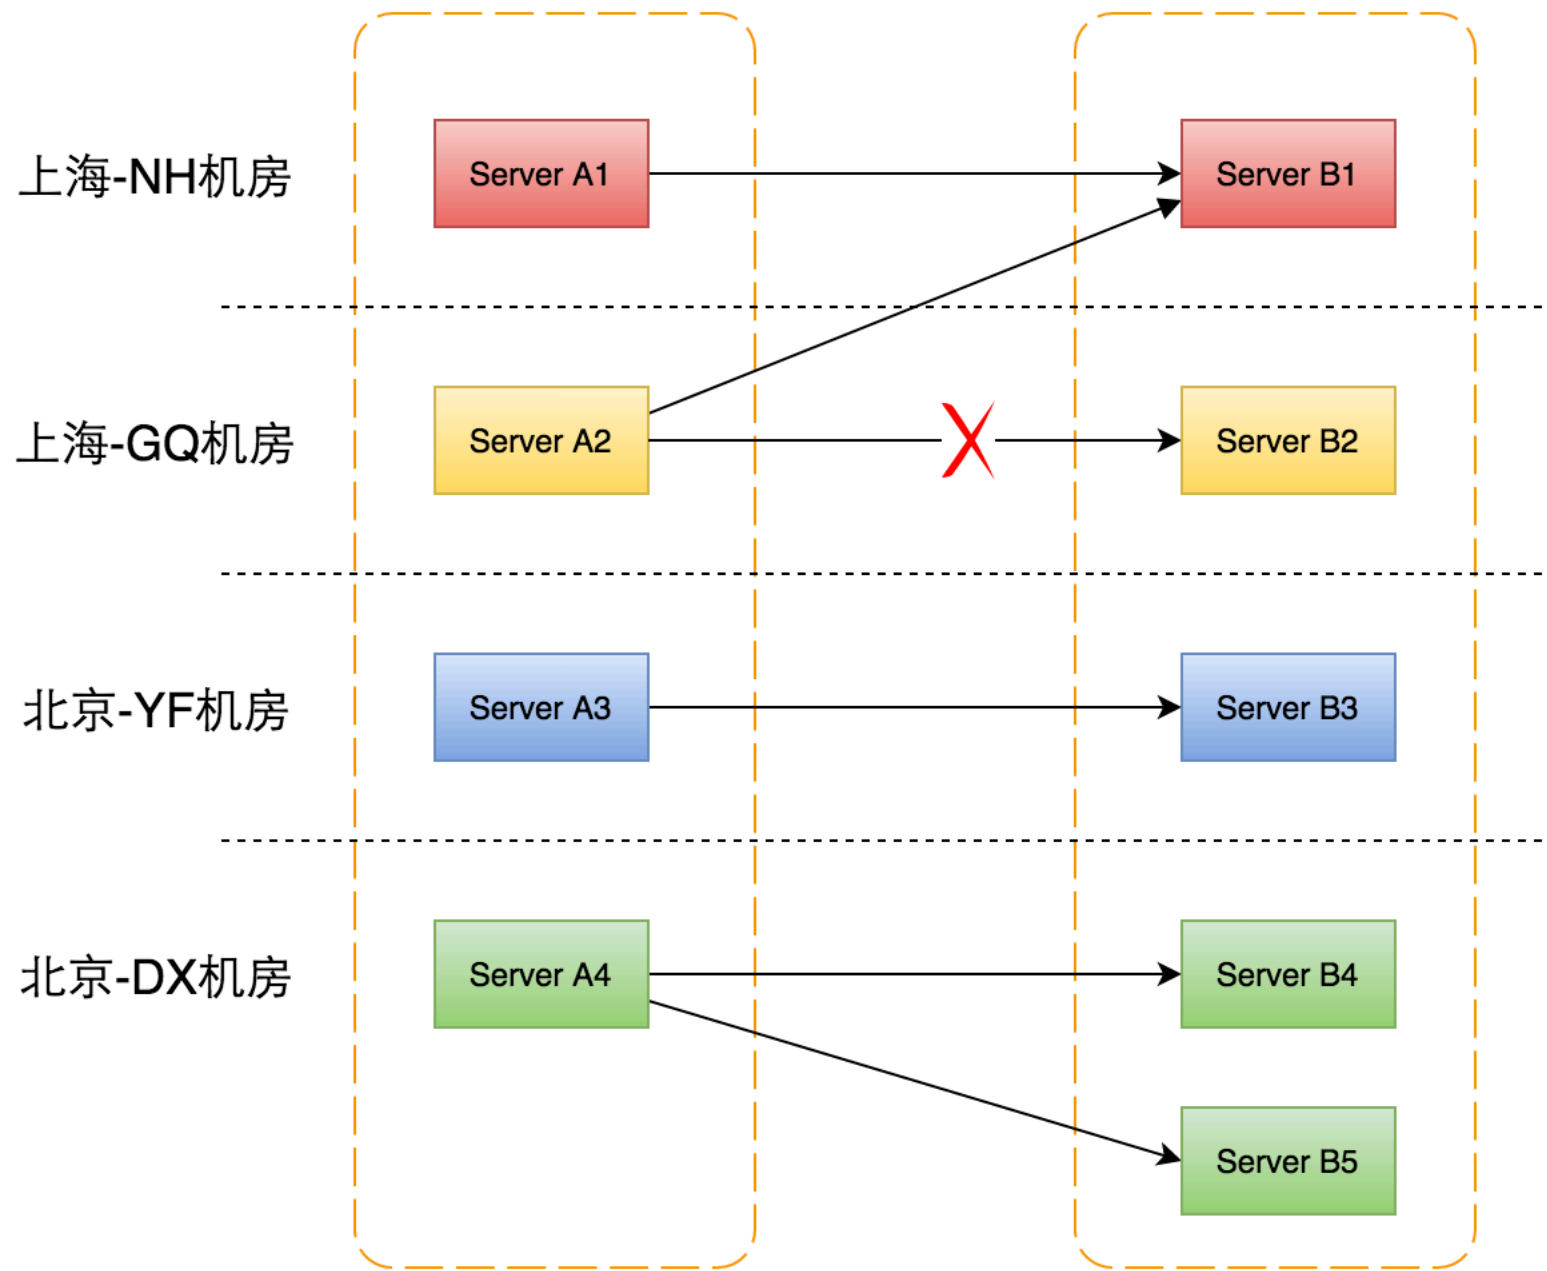 上海-NH机房
Server A1
Server B1
上海-GQ机房
Server A2
Server B2
北京-YF机房
Server A3
Server B3
北京-DX机房
Server A4
Server B4
Server B5